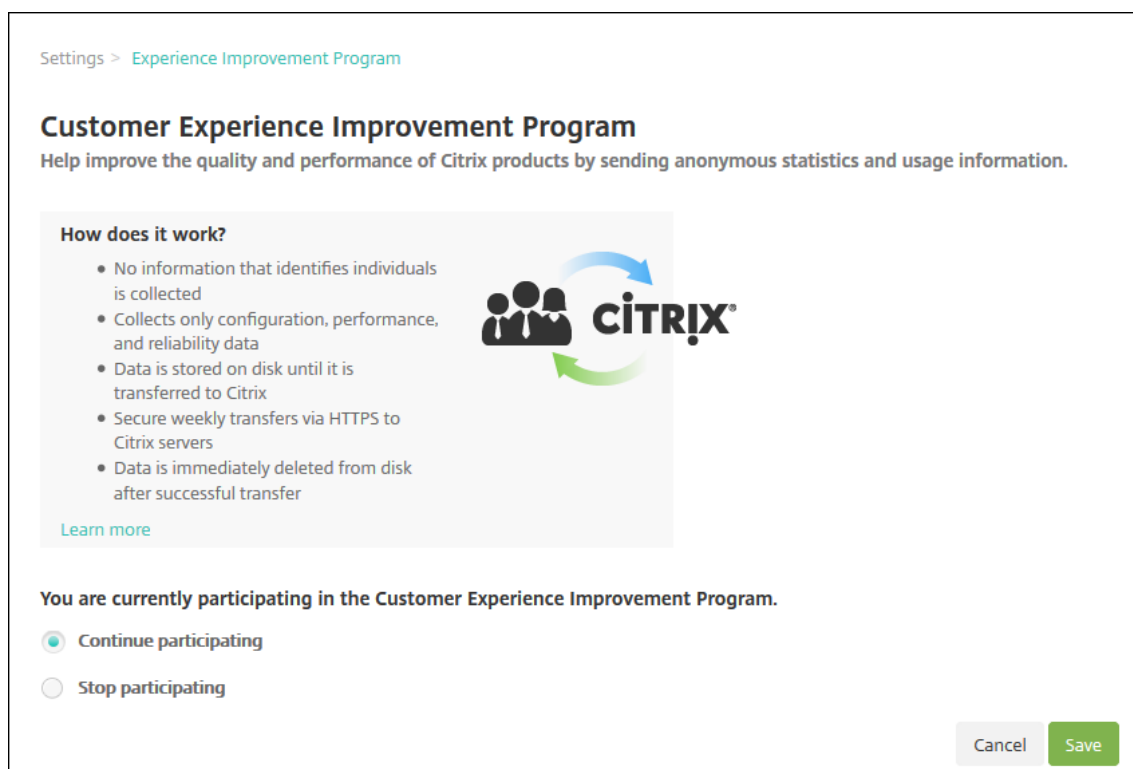 Settings > Experience Improvement Program
Customer Experience Improvement Program
Help improve the quality and performance of Citrix products by sending anonymous statistics and usage information.
How does it work?
• No information that identifies individuals
is collected
• Collects only configuration, performance,
and reliability data
• Data is stored on disk until it is
transferred to Citrix
• Secure weekly transfers via HTTPS to
Citrix servers
• Data is immediately deleted from disk
after successful transfer
Learn more
CİTRỊX®
You are currently participating in the Customer Experience Improvement Program.
Continue participating
Stop participating
Cancel Save